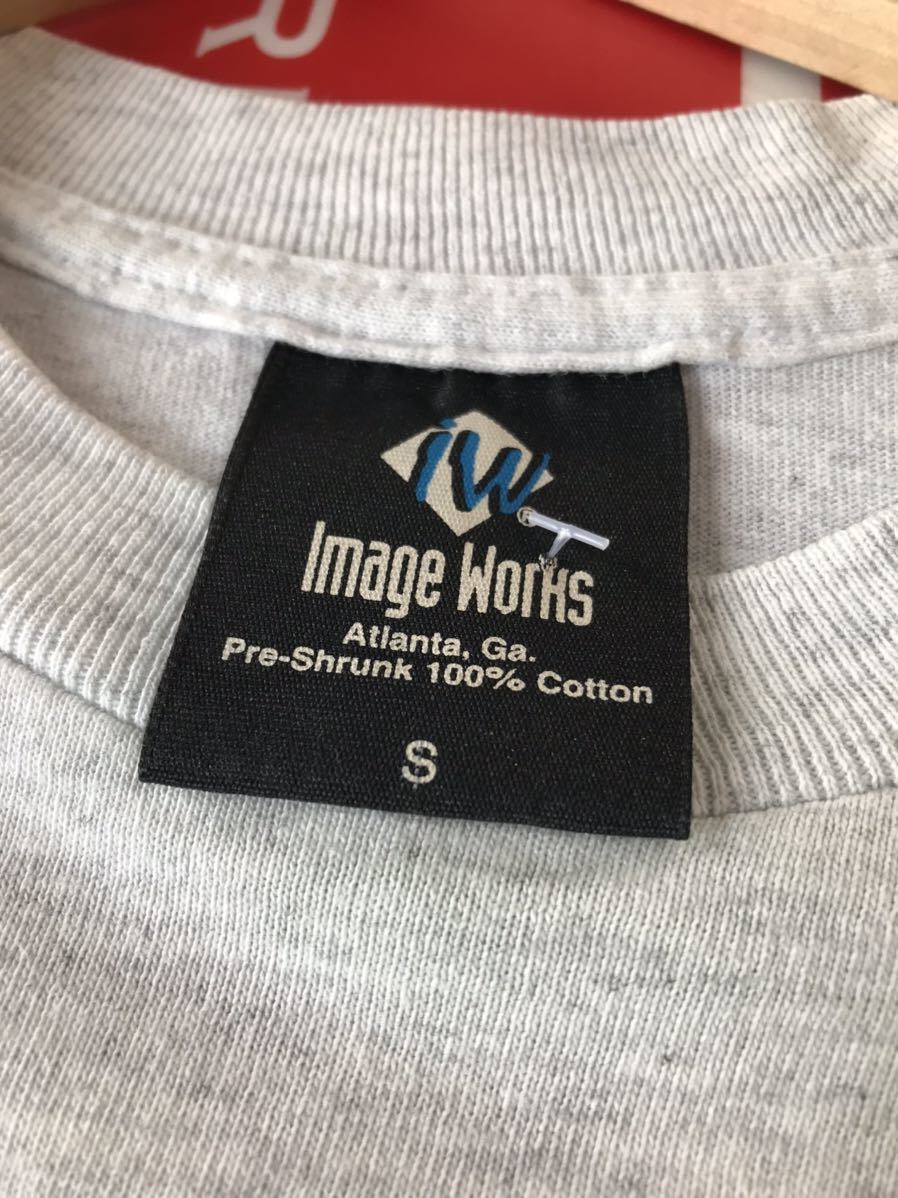 R
iw
®
Image Works
Atlanta, Ga.
Pre-Shrunk 100% Cotton
S